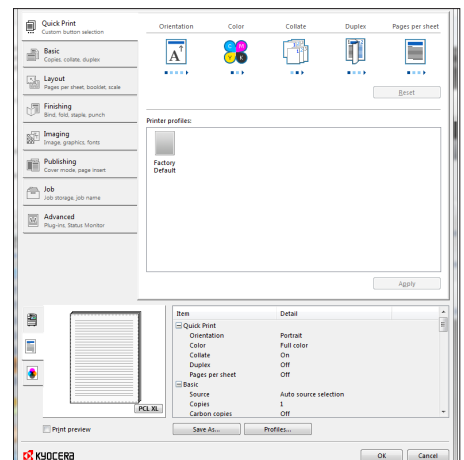 Quick Print
Custom button selection
Basic
Copies, collate, duplex
Layout
Pages per sheet, booklet, scale
Finishing
Bind, fold, staple, punch
Imaging
Image, graphics, fonts
Publishing
Cover mode, page insert
Job
Job storage, job name
Advanced
Plug-ins, Status Monitor
Orientation Color Collate Duplex Pages per sheet
A
C M
Y K
Reset
Printer profiles:
Factory
Default
Apply
Item Detail
Quick Print
Orientation Portrait
Color Full color
Collate On
Duplex Off
Pages per sheet Off
Basic
Source Auto source selection
Copies 1
Carbon copies Off
PCL XL
Print preview
Save As... Profiles...
KYOCERA
OK Cancel